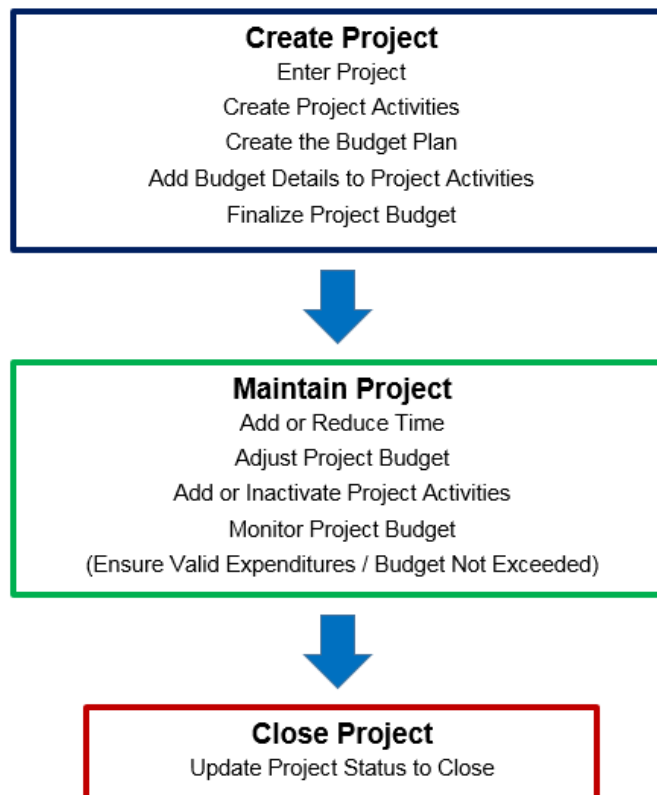 Create Project
Enter Project
Create Project Activities
Create the Budget Plan
Add Budget Details to Project Activities
Finalize Project Budget
Maintain Project
Add or Reduce Time
Adjust Project Budget
Add or Inactivate Project Activities
Monitor Project Budget
(Ensure Valid Expenditures / Budget Not Exceeded)
Close Project
Update Project Status to Close